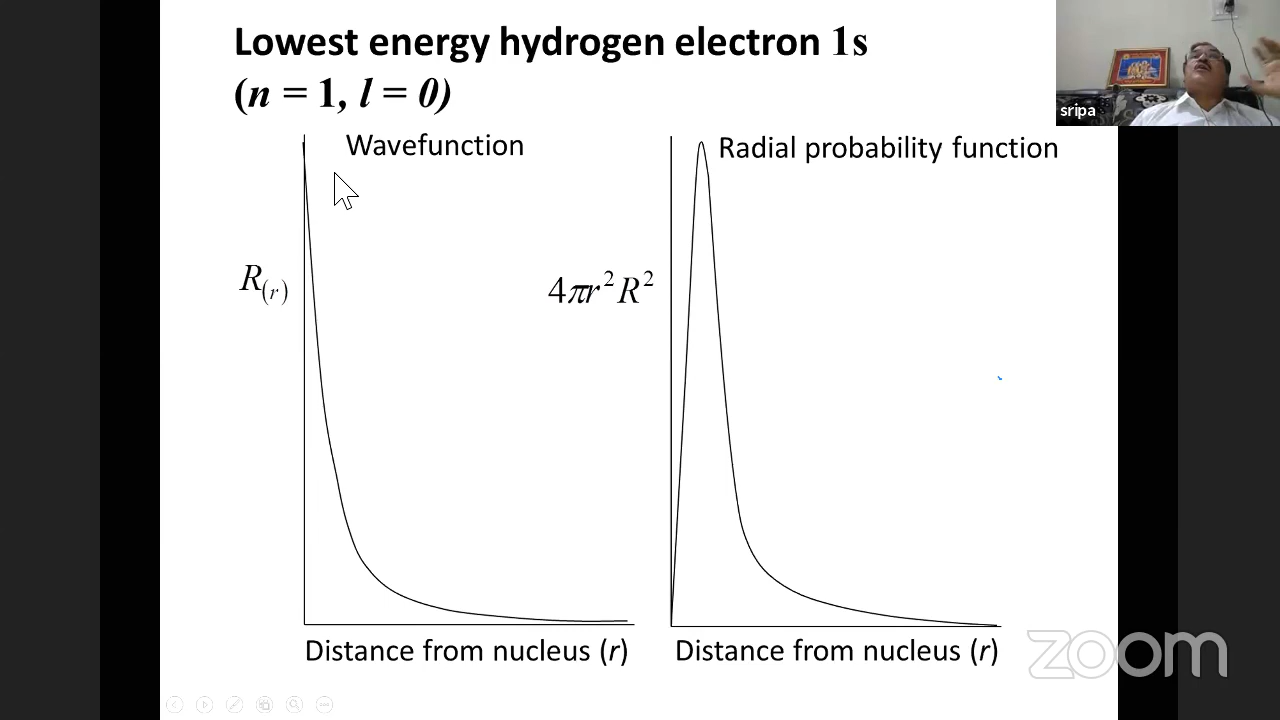 Lowest energy hydrogen electron 1s
(n = 1, l = 0)
sripa
Wavefunction
Radial probability function
R(r)
4πr²R²
Distance from nucleus (r)
Distance from nucleus (r)
zoom